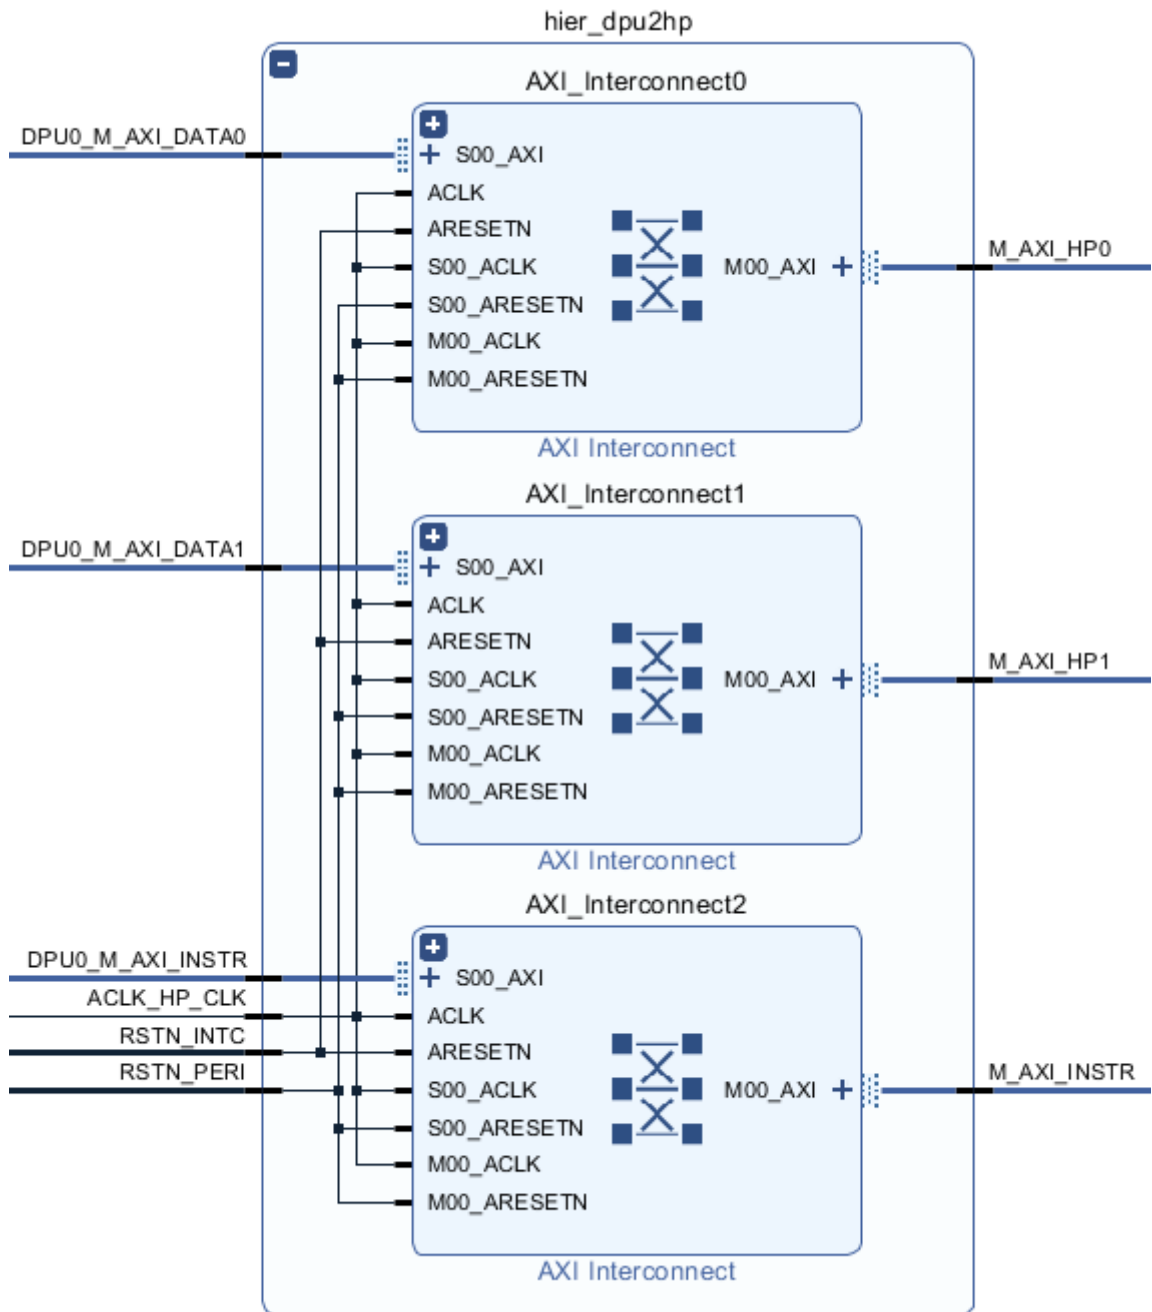 hier_dpu2hp
AXI_Interconnect0
DPU0_M_AXI_DATA0
S00_AXI
ACLK
ARESETN
S00_ACLK
M00_AXI
M_AXI_HP0
S00_ARESETN
M00_ACLK
M00_ARESETN
AXI Interconnect
AXI_Interconnect1
DPU0_M_AXI_DATA1
S00_AXI
ACLK
ARESETN
S00_ACLK
M00_AXI
M_AXI_HP1
S00_ARESETN
M00_ACLK
M00_ARESETN
AXI Interconnect
AXI_Interconnect2
DPU0_M_AXI_INSTR
S00_AXI
ACLK_HP_CLK
ACLK
RSTN_INTC
ARESETN
RSTN_PERI
S00_ACLK
M00_AXI
M_AXI_INSTR
S00_ARESETN
M00_ACLK
M00_ARESETN
AXI Interconnect